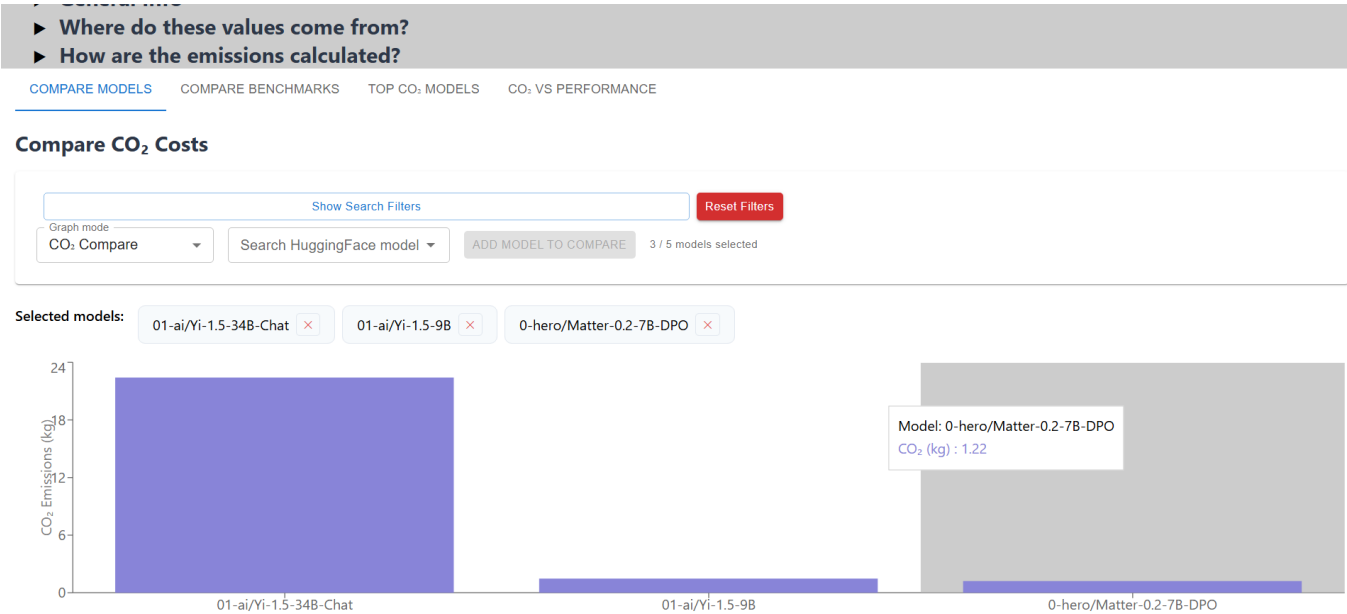 General Info
▶ Where do these values come from?
▶ How are the emissions calculated?
COMPARE MODELS COMPARE BENCHMARKS TOP CO₂ MODELS CO₂ VS PERFORMANCE
Compare CO₂ Costs
Show Search Filters Reset Filters
Graph mode
CO₂ Compare Search HuggingFace model ADD MODEL TO COMPARE 3 / 5 models selected
Selected models: 01-ai/Yi-1.5-34B-Chat × 01-ai/Yi-1.5-9B × 0-hero/Matter-0.2-7B-DPO ×
CO₂ Emissions (kg)
24
18
12
6
0
Model: 0-hero/Matter-0.2-7B-DPO
CO₂ (kg) : 1.22
01-ai/Yi-1.5-34B-Chat 01-ai/Yi-1.5-9B 0-hero/Matter-0.2-7B-DPO